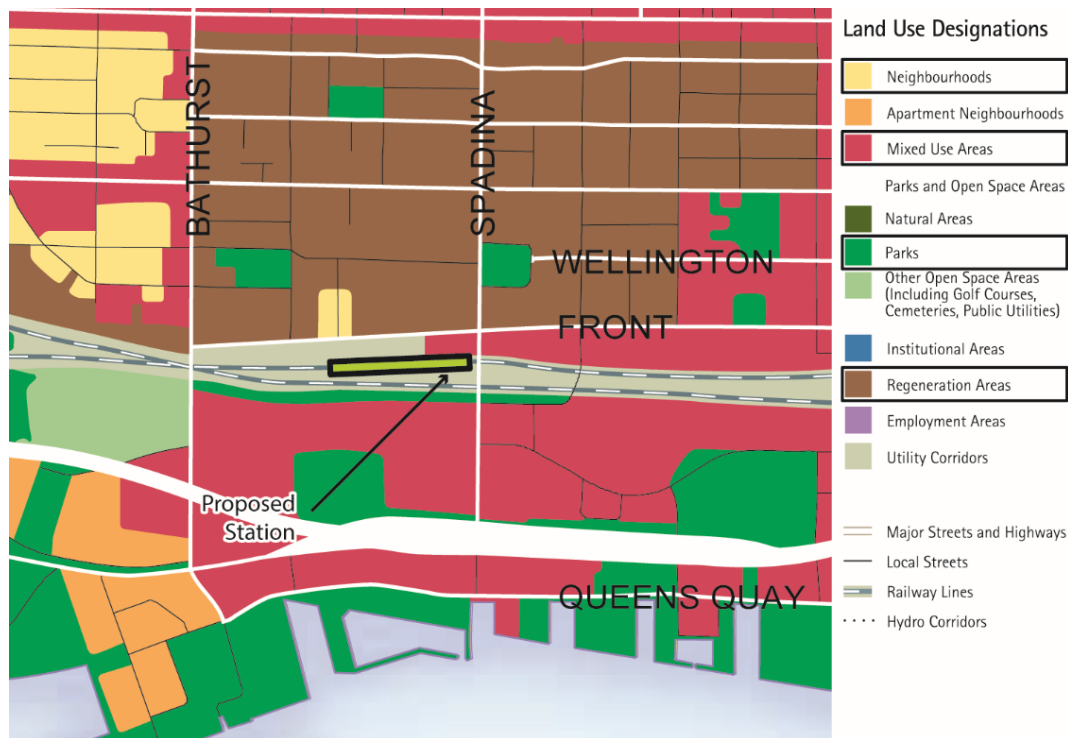 BATHURST
SPADINA
WELLINGTON
FRONT
Proposed
Station
QUEENS QUAY
Land Use Designations
Neighbourhoods
Apartment Neighbourhoods
Mixed Use Areas
Parks and Open Space Areas
Natural Areas
Parks
Other Open Space Areas
(Including Golf Courses,
Cemeteries, Public Utilities)
Institutional Areas
Regeneration Areas
Employment Areas
Utility Corridors
Major Streets and Highways
Local Streets
Railway Lines
Hydro Corridors